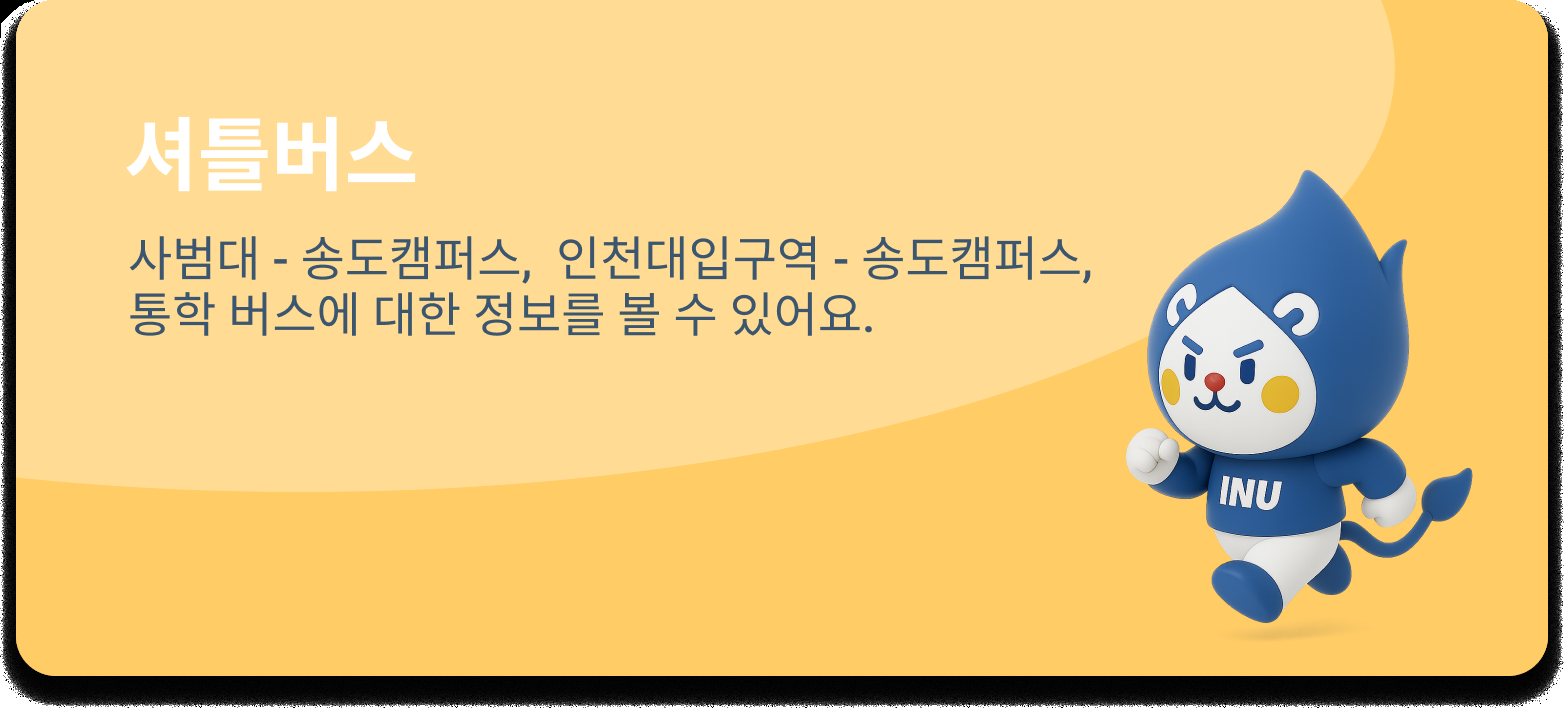 셔틀버스
사범대 - 송도캠퍼스, 인천대입구역 - 송도캠퍼스,
통학 버스에 대한 정보를 볼 수 있어요.
INU